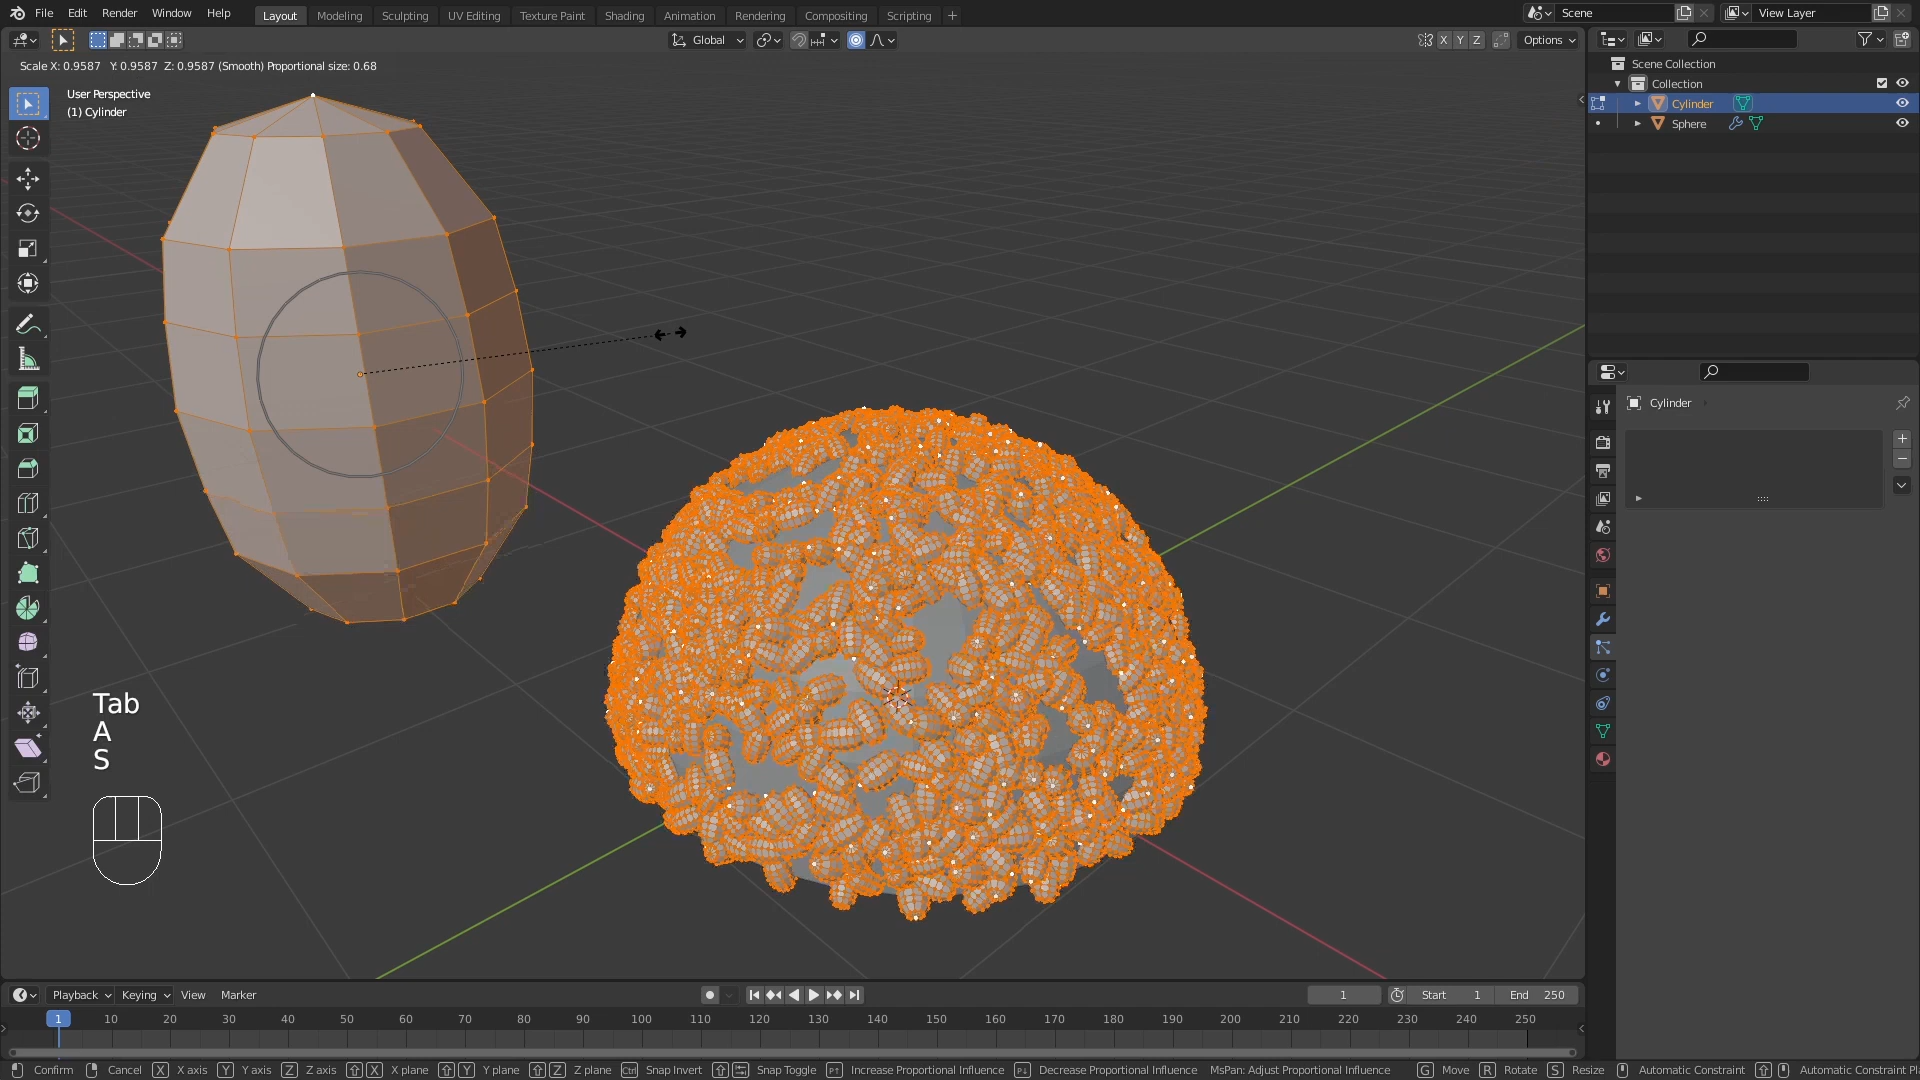 File Edit Render Window Help Layout Modeling Sculpting UV Editing Texture Paint Shading Animation Rendering Compositing Scripting + Scene View Layer
Global X Y Z Options
Scale X: 0.9587 Y: 0.9587 Z: 0.9587 (Smooth) Proportional size: 0.68
User Perspective
(1) Cylinder
Scene Collection
Collection
Cylinder
Sphere
Cylinder
Tab
A
S
Playback Keying View Marker 1 Start 1 End 250
1 10 20 30 40 50 60 70 80 90 100 110 120 130 140 150 160 170 180 190 200 210 220 230 240 250
Confirm Cancel X X axis Y Y axis Z Z axis X X plane Y Y plane Z Z plane Ctrl Snap Invert Snap Toggle Increase Proportional Influence Decrease Proportional Influence MsPan: Adjust Proportional Influence G Move R Rotate S Resize Automatic Constraint Automatic Constraint Pl